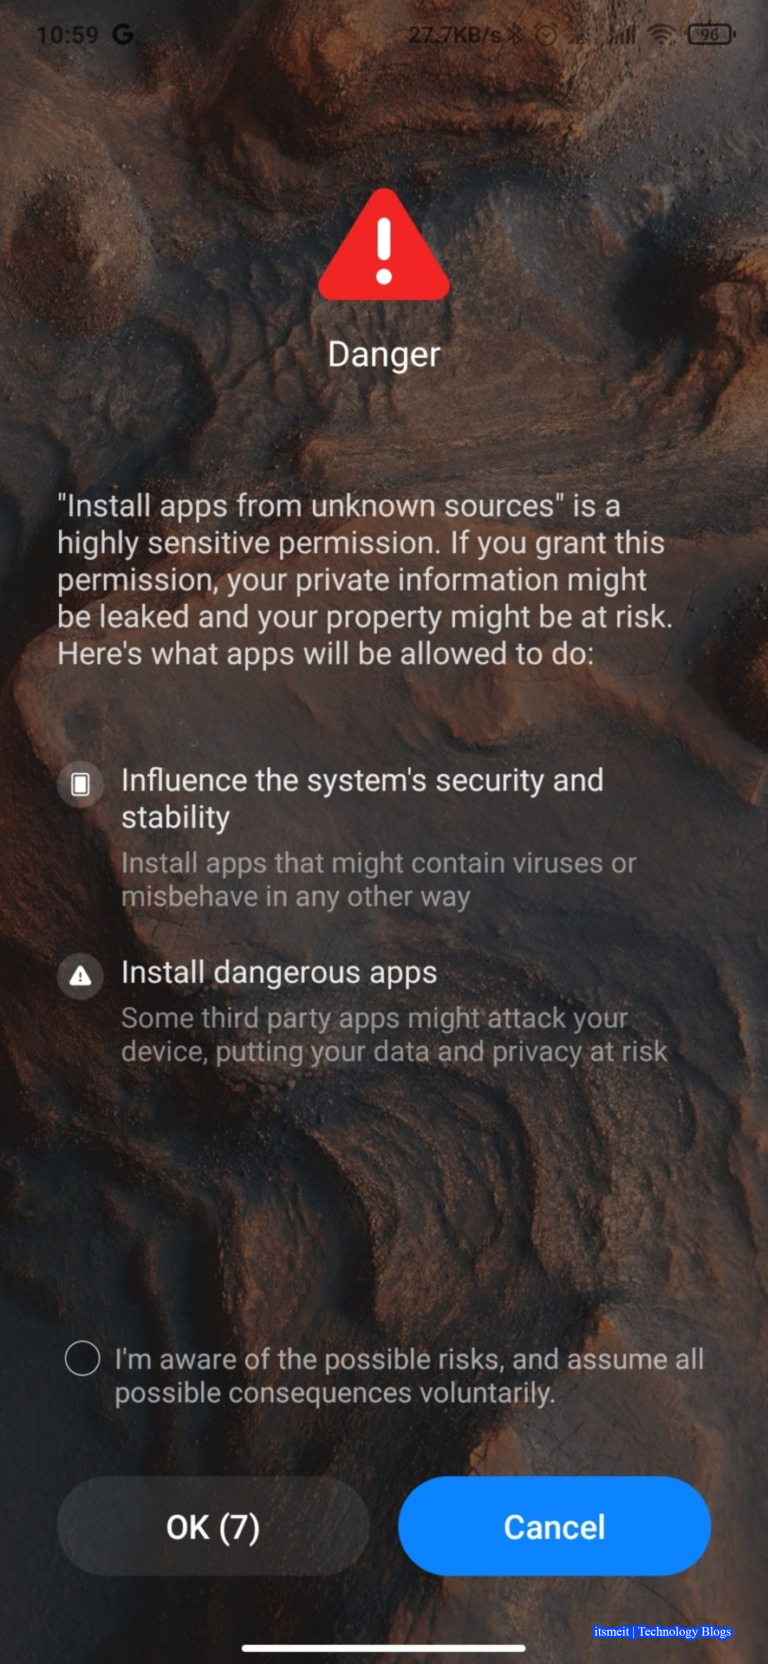 10:59 G 27.7KB/s 96
Danger
"Install apps from unknown sources" is a
highly sensitive permission. If you grant this
permission, your private information might
be leaked and your property might be at risk.
Here's what apps will be allowed to do:
Influence the system's security and
stability
Install apps that might contain viruses or
misbehave in any other way
Install dangerous apps
Some third party apps might attack your
device, putting your data and privacy at risk
I'm aware of the possible risks, and assume all
possible consequences voluntarily.
OK (7) Cancel
itsmeit | Technology Blogs